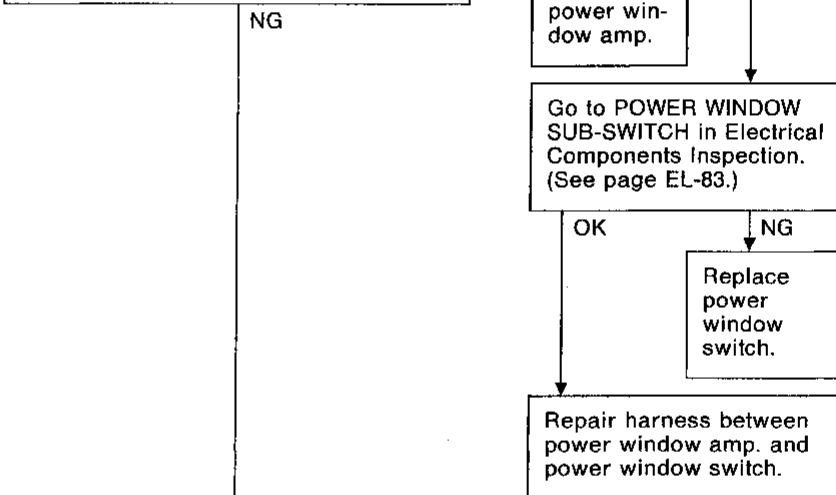 NG
power win-
dow amp.
Go to POWER WINDOW
SUB-SWITCH in Electrical
Components Inspection.
(See page EL-83.)
OK
NG
Replace
power
window
switch.
Repair harness between
power window amp. and
power window switch.